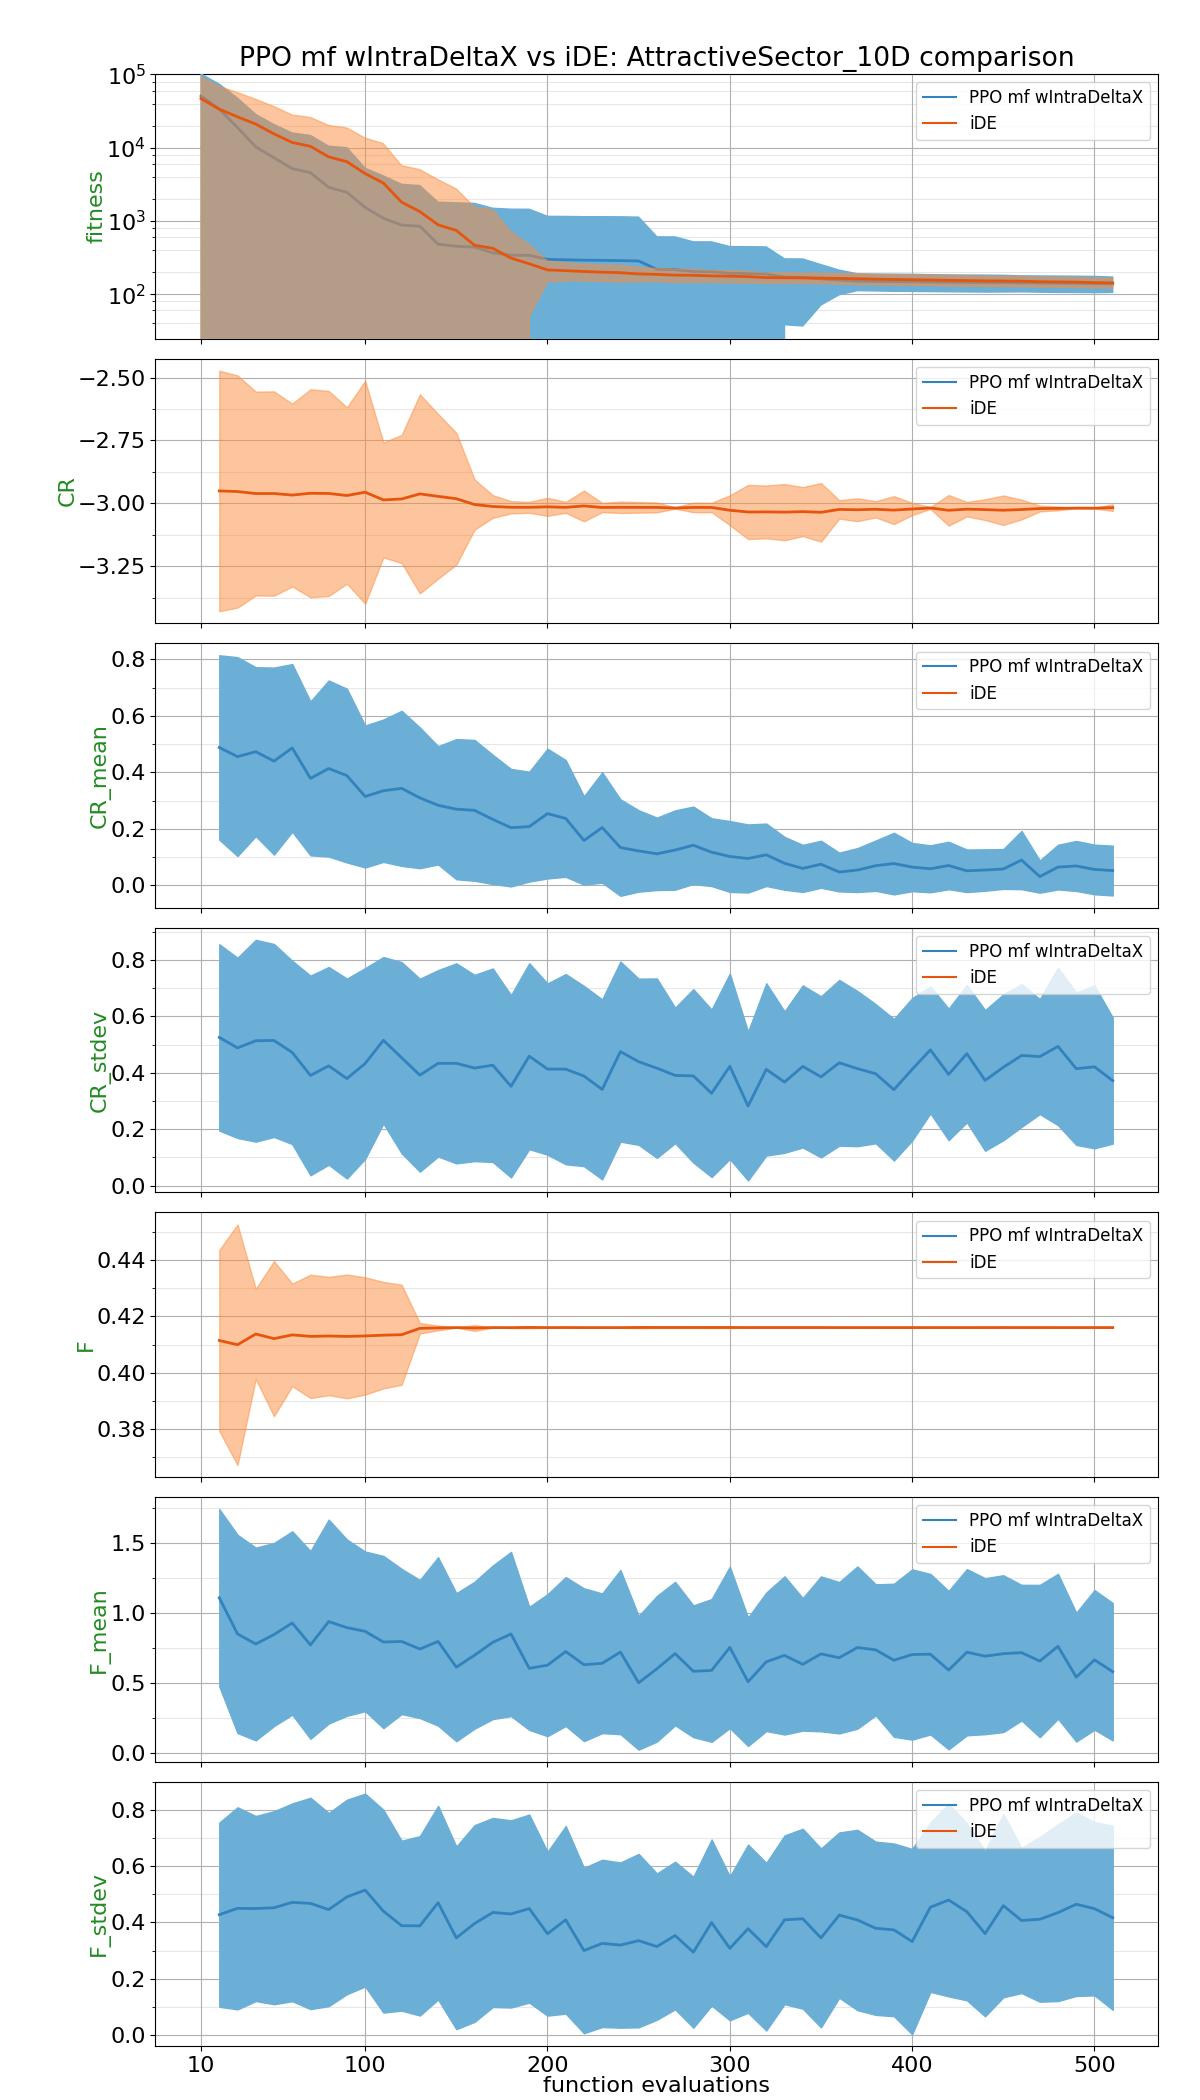 PPO mf wIntraDeltaX vs iDE: AttractiveSector_10D comparison
10^5
10^4
10^3
10^2
fitness
PPO mf wIntraDeltaX
iDE
−2.50
−2.75
−3.00
−3.25
CR
PPO mf wIntraDeltaX
iDE
0.8
0.6
0.4
0.2
0.0
CR_mean
PPO mf wIntraDeltaX
iDE
0.8
0.6
0.4
0.2
0.0
CR_stdev
PPO mf wIntraDeltaX
iDE
0.44
0.42
0.40
0.38
F
PPO mf wIntraDeltaX
iDE
1.5
1.0
0.5
0.0
F_mean
PPO mf wIntraDeltaX
iDE
0.8
0.6
0.4
0.2
0.0
F_stdev
PPO mf wIntraDeltaX
iDE
10 100 200 300 400 500
function evaluations